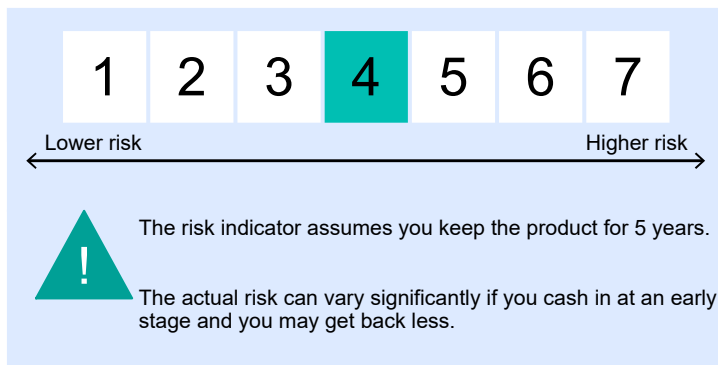 1 2 3 4 5 6 7
Lower risk Higher risk
The risk indicator assumes you keep the product for 5 years.
!
The actual risk can vary significantly if you cash in at an early
stage and you may get back less.